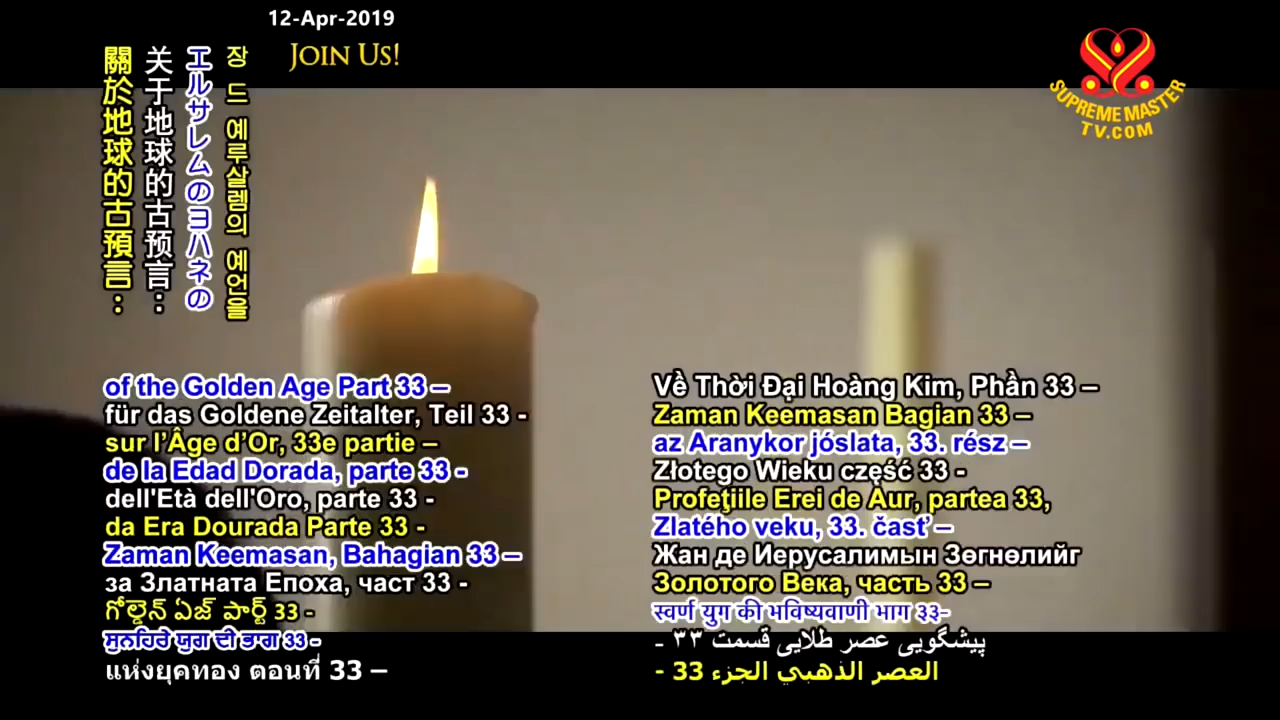 12-Apr-2019
JOIN US!
SUPREME MASTER
TV.COM
關於地球的古預言：
关于地球的古预言：
エルサレムのヨハネの
장 드 예루살렘의 예언을
of the Golden Age Part 33 –
für das Goldene Zeitalter, Teil 33 -
sur l’Âge d’Or, 33e partie –
de la Edad Dorada, parte 33 -
dell'Età dell'Oro, parte 33 -
da Era Dourada Parte 33 -
Zaman Keemasan, Bahagian 33 –
за Златната Епоха, част 33 -
గోల్డెన్ ఏజ్ పార్ట్ 33 -
ਸੁਨਹਿਰੇ ਯੁਗ ਦੀ ਭਾਗ 33 -
แห่งยุคทอง ตอนที่ 33 –
Về Thời Đại Hoàng Kim, Phần 33 –
Zaman Keemasan Bagian 33 –
az Aranykor jóslata, 33. rész –
Złotego Wieku część 33 -
Profeţiile Erei de Aur, partea 33,
Zlatého veku, 33. časť –
Жан де Иерусалимын Зөгнөлийг
Золотого Века, часть 33 –
स्वर्ण युग की भविष्यवाणी भाग ३३-
پیشگویی عصر طلایی قسمت ۳۳ -
العصر الذهبي الجزء 33 -